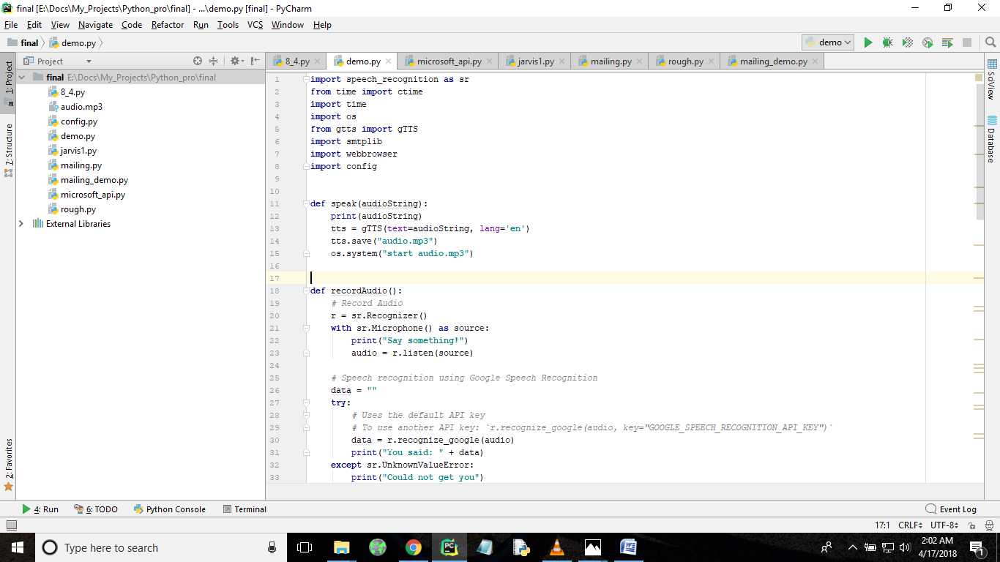 final [E:\Docs\My_Projects\Python_pro\final] - ...\demo.py [final] - PyCharm
File Edit View Navigate Code Refactor Run Tools VCS Window Help
final demo.py demo
Project 8_4.py demo.py microsoft_api.py jarvis1.py mailing.py rough.py mailing_demo.py
1: Project
7: Structure
2: Favorites
final E:\Docs\My_Projects\Python_pro\final
8_4.py
audio.mp3
config.py
demo.py
jarvis1.py
mailing.py
mailing_demo.py
microsoft_api.py
rough.py
External Libraries
1 import speech_recognition as sr
2 from time import ctime
3 import time
4 import os
5 from gtts import gTTS
6 import smtplib
7 import webbrowser
8 import config
9
10
11 def speak(audioString):
12 print(audioString)
13 tts = gTTS(text=audioString, lang='en')
14 tts.save("audio.mp3")
15 os.system("start audio.mp3")
16
17
18 def recordAudio():
19 # Record Audio
20 r = sr.Recognizer()
21 with sr.Microphone() as source:
22 print("Say something!")
23 audio = r.listen(source)
24
25 # Speech recognition using Google Speech Recognition
26 data = ""
27 try:
28 # Uses the default API key
29 # To use another API key: `r.recognize_google(audio, key="GOOGLE_SPEECH_RECOGNITION_API_KEY")`
30 data = r.recognize_google(audio)
31 print("You said: " + data)
32 except sr.UnknownValueError:
33 print("Could not get you")
SciView
Database
4: Run 6: TODO Python Console Terminal Event Log
17:1 CRLF UTF-8
Type here to search
2:02 AM
4/17/2018
1